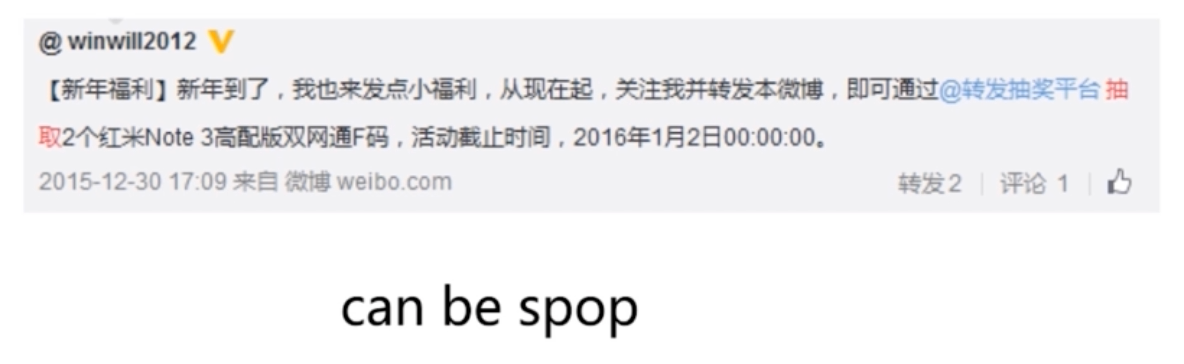 @winwill2012
【新年福利】新年到了，我也来发点小福利，从现在起，关注我并转发本微博，即可通过@转发抽奖平台 抽
取2个红米Note 3高配版双网通F码，活动截止时间，2016年1月2日00:00:00。
2015-12-30 17:09 来自 微博 weibo.com 转发2 | 评论 1 |
can be spop